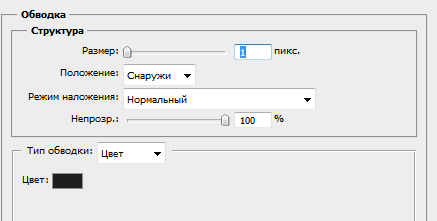 Обводка
Структура
Размер: 1 пикс.
Положение: Снаружи
Режим наложения: Нормальный
Непрозр.: 100 %
Тип обводки: Цвет
Цвет: